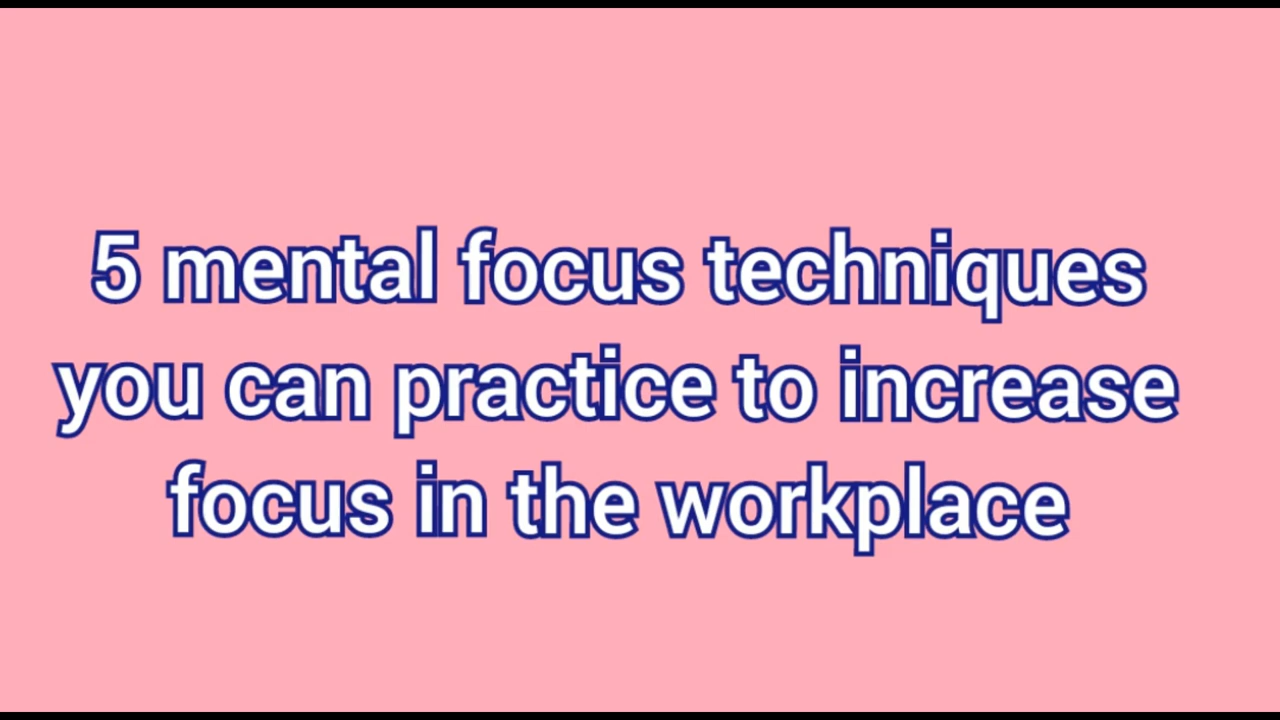 5 mental focus techniques
you can practice to increase
focus in the workplace